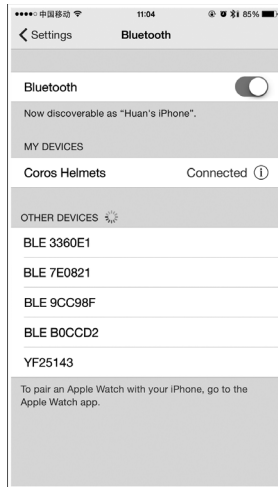 中国移动 11:04 85%
Settings Bluetooth
Bluetooth
Now discoverable as “Huan's iPhone”.
MY DEVICES
Coros Helmets Connected
OTHER DEVICES
BLE 3360E1
BLE 7E0821
BLE 9CC98F
BLE B0CCD2
YF25143
To pair an Apple Watch with your iPhone, go to the
Apple Watch app.